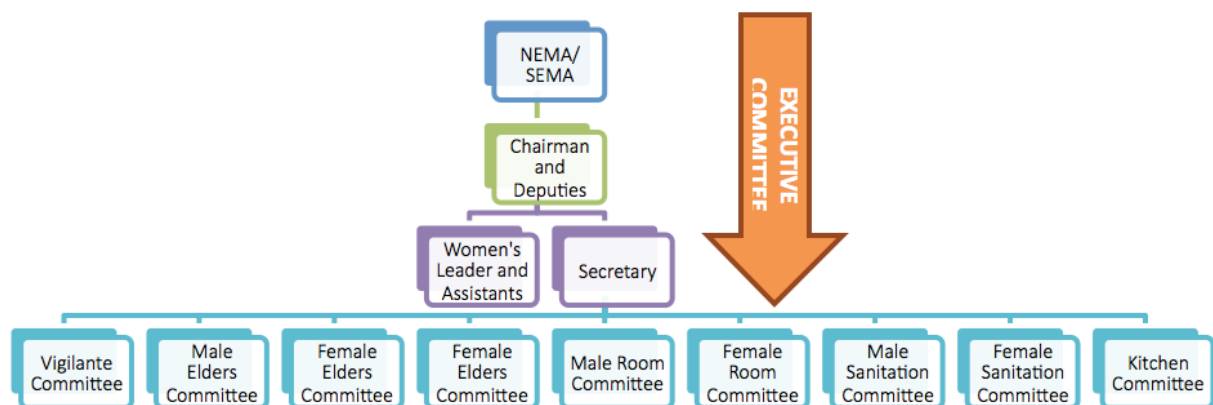 NEMA/
SEMA
EXECUTIVE
COMMITTEE
Chairman
and
Deputies
Women's
Leader and
Assistants
Secretary
Vigilante
Committee
Male
Elders
Committee
Female
Elders
Committee
Female
Elders
Committee
Male Room
Committee
Female
Room
Committee
Male
Sanitation
Committee
Female
Sanitation
Committee
Kitchen
Committee